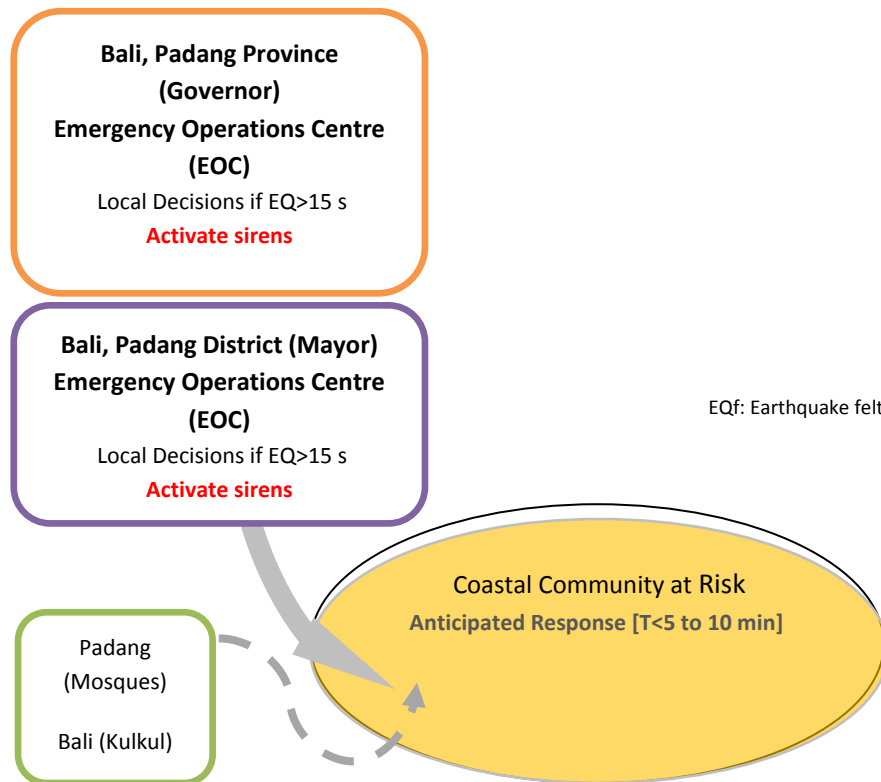 Bali, Padang Province
(Governor)
Emergency Operations Centre
(EOC)
Local Decisions if EQ>15 s
Activate sirens
Bali, Padang District (Mayor)
Emergency Operations Centre
(EOC)
Local Decisions if EQ>15 s
Activate sirens
EQf: Earthquake felt
Coastal Community at Risk
Anticipated Response [T<5 to 10 min]
Padang
(Mosques)
Bali (Kulkul)